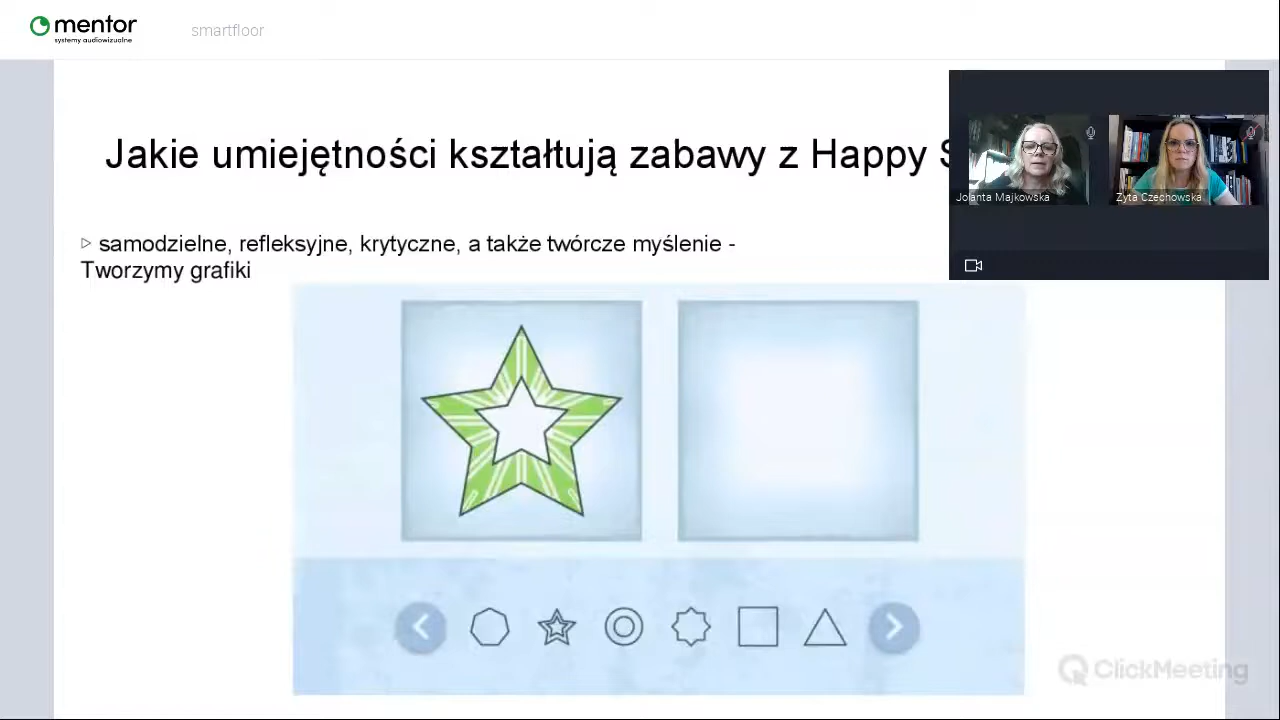 mentor
systemy audiowizualne
smartfloor
Jakie umiejętności kształtują zabawy z Happy
Jolanta Majkowska
Zyta Czechowska
▷ samodzielne, refleksyjne, krytyczne, a także twórcze myślenie -
Tworzymy grafiki
ClickMeeting